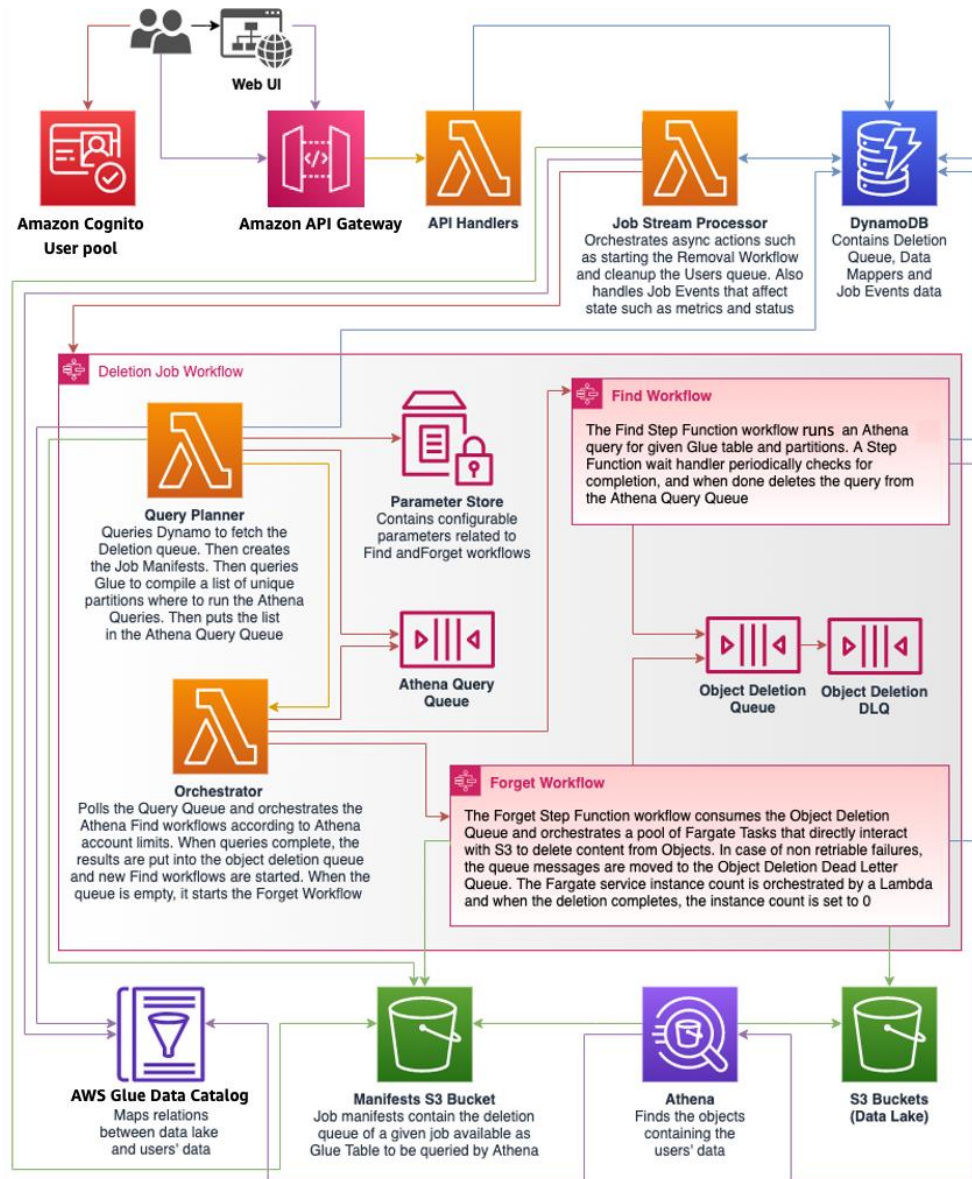 Web UI
Amazon Cognito
User pool
Amazon API Gateway
API Handlers
Job Stream Processor
Orchestrates async actions such
as starting the Removal Workflow
and cleanup the Users queue. Also
handles Job Events that affect
state such as metrics and status
DynamoDB
Contains Deletion
Queue, Data
Mappers and
Job Events data
Deletion Job Workflow
Query Planner
Queries Dynamo to fetch the
Deletion queue. Then creates
the Job Manifests. Then queries
Glue to compile a list of unique
partitions where to run the Athena
Queries. Then puts the list
in the Athena Query Queue
Parameter Store
Contains configurable
parameters related to
Find andForget workflows
Find Workflow
The Find Step Function workflow runs an Athena
query for given Glue table and partitions. A Step
Function wait handler periodically checks for
completion, and when done deletes the query from
the Athena Query Queue
Athena Query
Queue
Object Deletion
Queue
Object Deletion
DLQ
Orchestrator
Polls the Query Queue and orchestrates the
Athena Find workflows according to Athena
account limits. When queries complete, the
results are put into the object deletion queue
and new Find workflows are started. When the
queue is empty, it starts the Forget Workflow
Forget Workflow
The Forget Step Function workflow consumes the Object Deletion
Queue and orchestrates a pool of Fargate Tasks that directly interact
with S3 to delete content from Objects. In case of non retriable failures,
the queue messages are moved to the Object Deletion Dead Letter
Queue. The Fargate service instance count is orchestrated by a Lambda
and when the deletion completes, the instance count is set to 0
AWS Glue Data Catalog
Maps relations
between data lake
and users' data
Manifests S3 Bucket
Job manifests contain the deletion
queue of a given job available as
Glue Table to be queried by Athena
Athena
Finds the objects
containing the
users' data
S3 Buckets
(Data Lake)